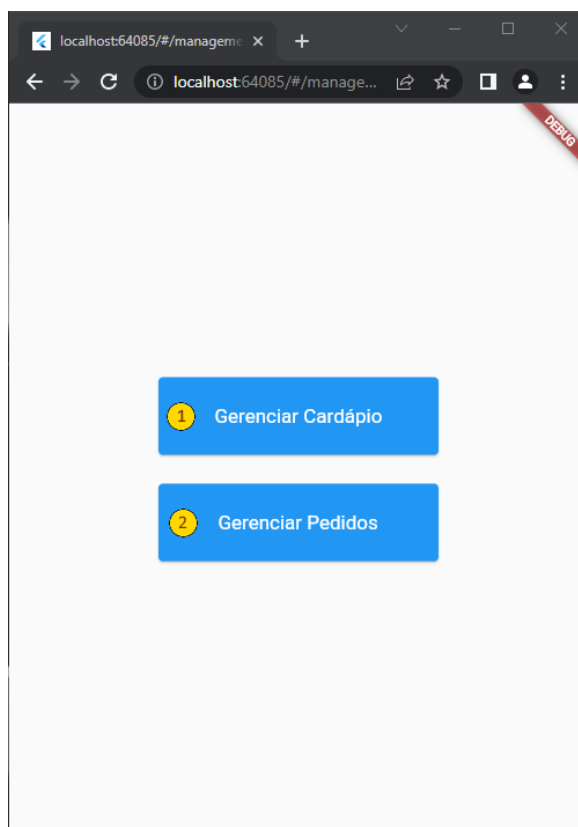 localhost:64085/#/manageme
localhost:64085/#/manage...
DEBUG
1 Gerenciar Cardápio
2 Gerenciar Pedidos